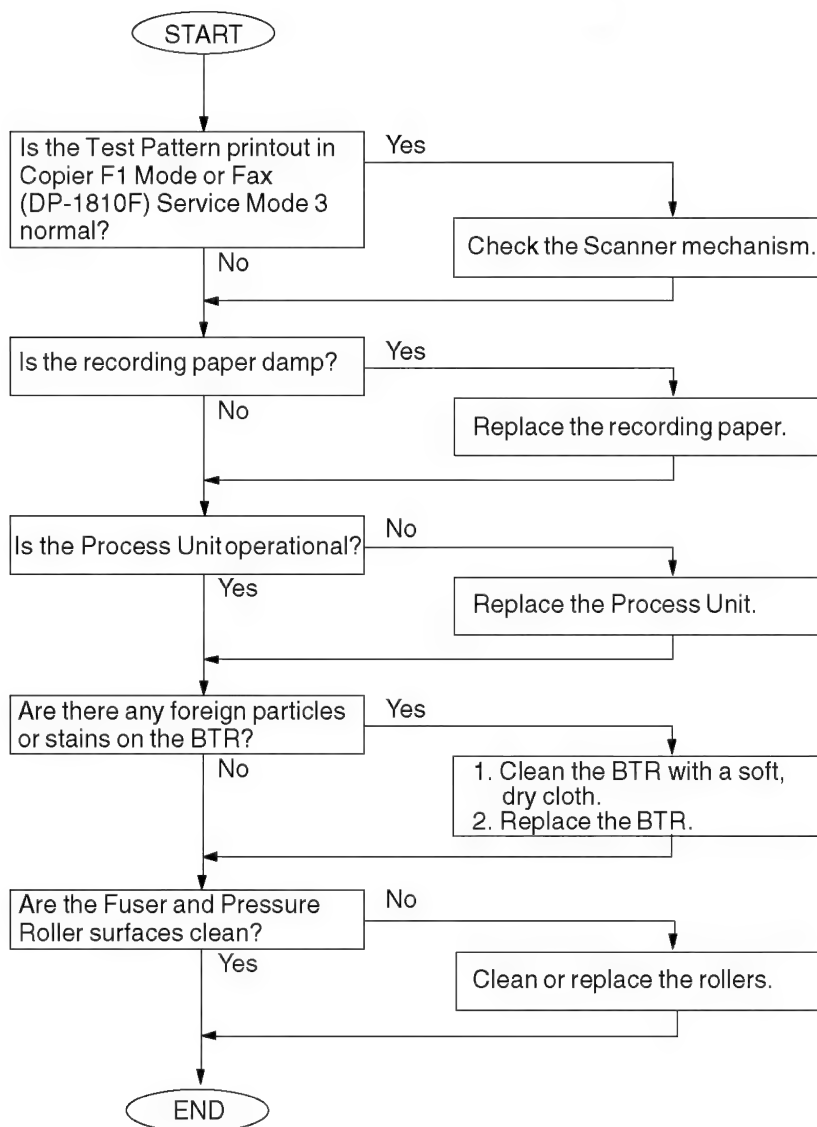 START
Is the Test Pattern printout in
Copier F1 Mode or Fax
(DP-1810F) Service Mode 3
normal?
Yes
Check the Scanner mechanism.
No
Is the recording paper damp?
Yes
Replace the recording paper.
No
Is the Process Unit operational?
No
Replace the Process Unit.
Yes
Are there any foreign particles
or stains on the BTR?
Yes
1. Clean the BTR with a soft,
dry cloth.
2. Replace the BTR.
No
Are the Fuser and Pressure
Roller surfaces clean?
No
Clean or replace the rollers.
Yes
END